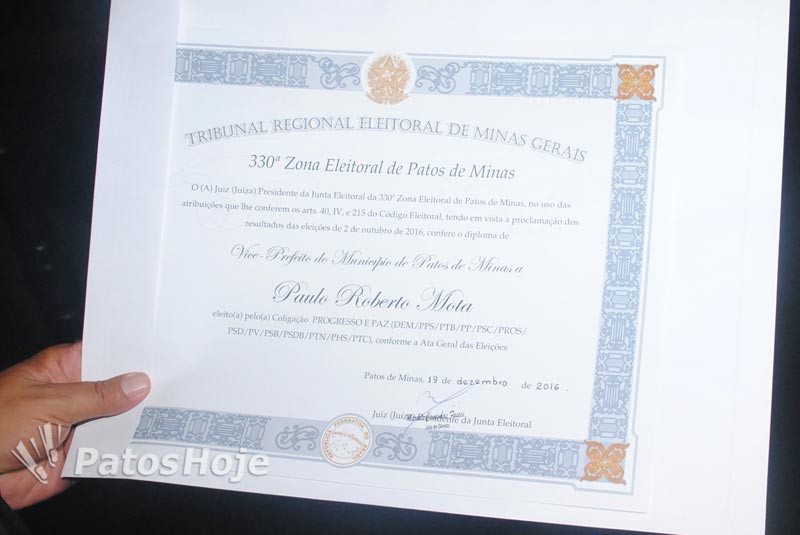 TRIBUNAL REGIONAL ELEITORAL DE MINAS GERAIS
330ª Zona Eleitoral de Patos de Minas
O (A) Juiz (Juíza) Presidente da Junta Eleitoral da 330ª Zona Eleitoral de Patos de Minas, no uso das
atribuições que lhe conferem os arts. 40, IV, e 215 do Código Eleitoral, tendo em vista a proclamação dos
resultados das eleições de 2 de outubro de 2016, confere o diploma de
Vice-Prefeito do Município de Patos de Minas a
Paulo Roberto Mota
eleito(a) pelo(a) Coligação PROGRESSO E PAZ (DEM/PPS/PTB/PP/PSC/PROS/
PSD/PV/PSB/PSDB/PTN/PHS/PTC), conforme a Ata Geral das Eleições
Patos de Minas, 19 de dezembro de 2016.
Juiz (Juíza) Presidente da Junta Eleitoral
Juiz de Direito
PatosHoje